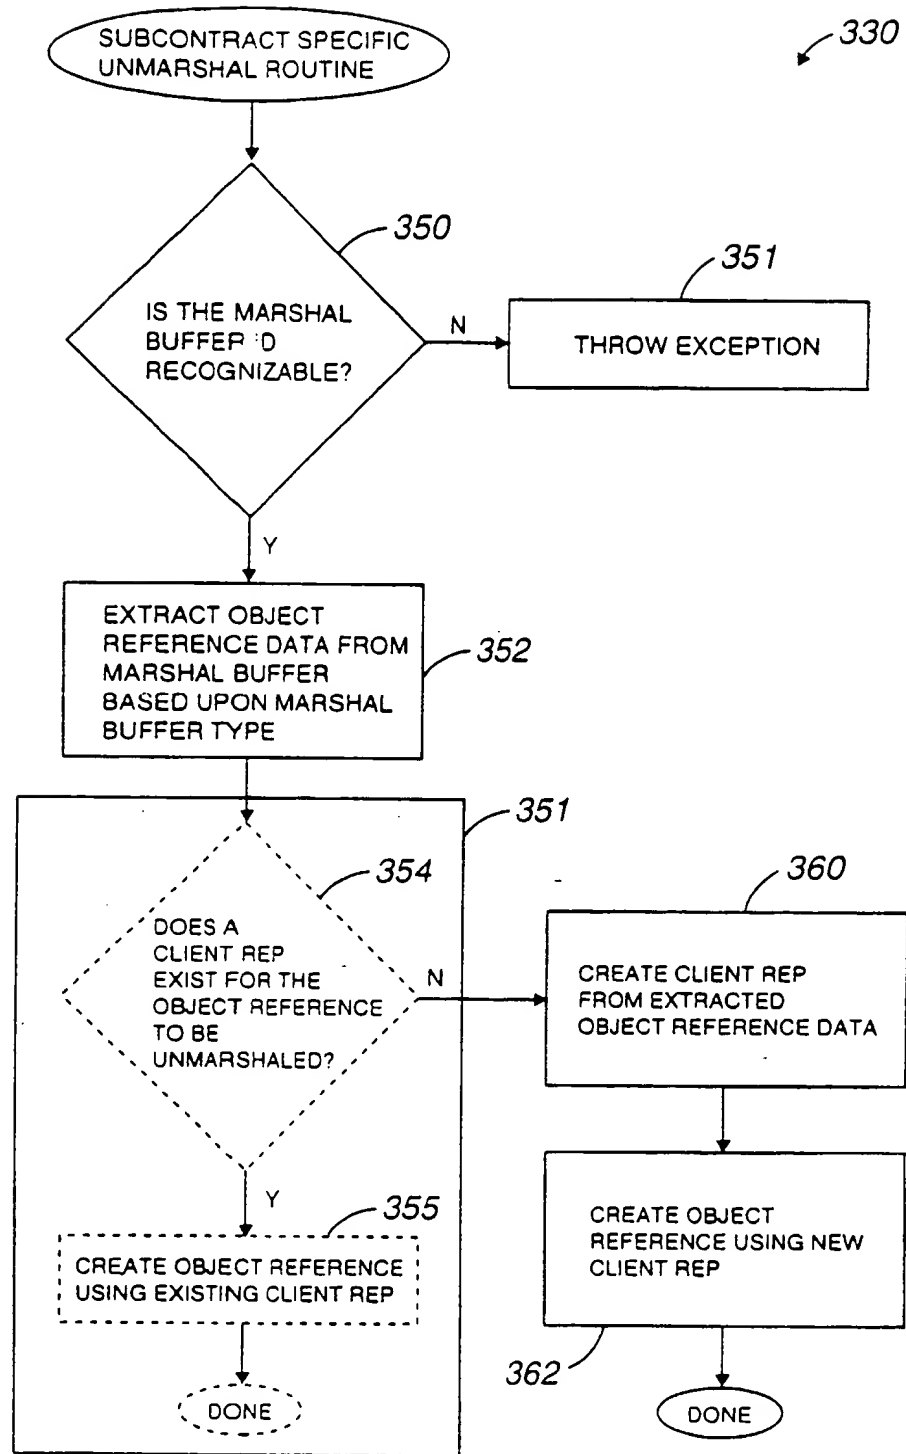 SUBCONTRACT SPECIFIC
UNMARSHAL ROUTINE
330
350
IS THE MARSHAL
BUFFER :D
RECOGNIZABLE?
N
351
THROW EXCEPTION
Y
EXTRACT OBJECT
REFERENCE DATA FROM
MARSHAL BUFFER
BASED UPON MARSHAL
BUFFER TYPE
352
351
354
DOES A
CLIENT REP
EXIST FOR THE
OBJECT REFERENCE
TO BE
UNMARSHALED?
N
360
CREATE CLIENT REP
FROM EXTRACTED
OBJECT REFERENCE DATA
Y
355
CREATE OBJECT REFERENCE
USING EXISTING CLIENT REP
CREATE OBJECT
REFERENCE USING NEW
CLIENT REP
362
DONE
DONE